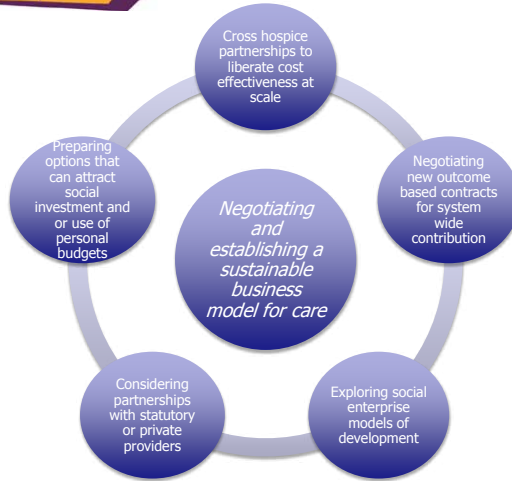 Cross hospice
partnerships to
liberate cost
effectiveness at
scale
Negotiating
new outcome
based contracts
for system
wide
contribution
Exploring social
enterprise
models of
development
Considering
partnerships
with statutory
or private
providers
Preparing
options that
can attract
social
investment and
or use of
personal
budgets
Negotiating
and
establishing a
sustainable
business
model for care